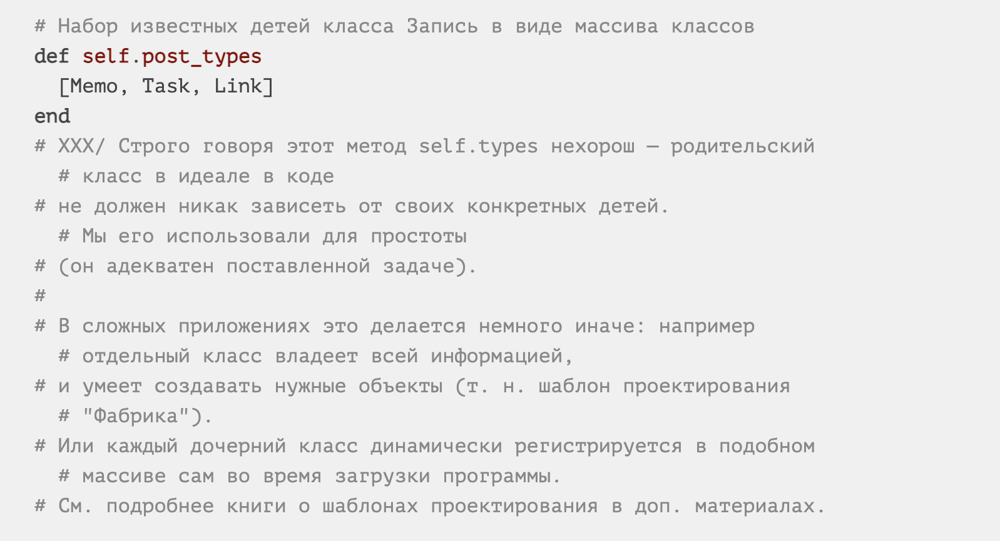 # Набор известных детей класса Запись в виде массива классов
def self.post_types
  [Memo, Task, Link]
end
# XXX/ Строго говоря этот метод self.types нехорош — родительский
  # класс в идеале в коде
# не должен никак зависеть от своих конкретных детей.
  # Мы его использовали для простоты
# (он адекватен поставленной задаче).
#
# В сложных приложениях это делается немного иначе: например
  # отдельный класс владеет всей информацией,
# и умеет создавать нужные объекты (т. н. шаблон проектирования
  # "Фабрика").
# Или каждый дочерний класс динамически регистрируется в подобном
  # массиве сам во время загрузки программы.
# См. подробнее книги о шаблонах проектирования в доп. материалах.